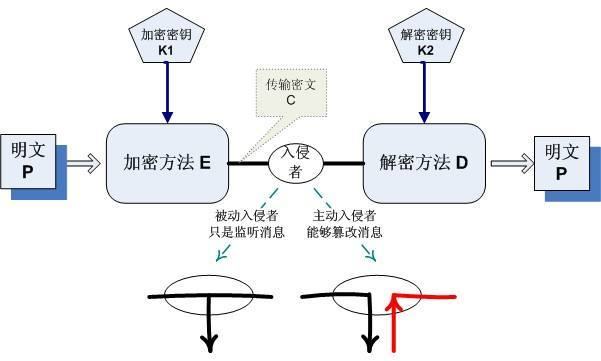 加密密钥
K1
解密密钥
K2
传输密文
C
明文
P
加密方法 E
入侵
者
解密方法 D
明文
P
被动入侵者
只是监听消息
主动入侵者
能够篡改消息